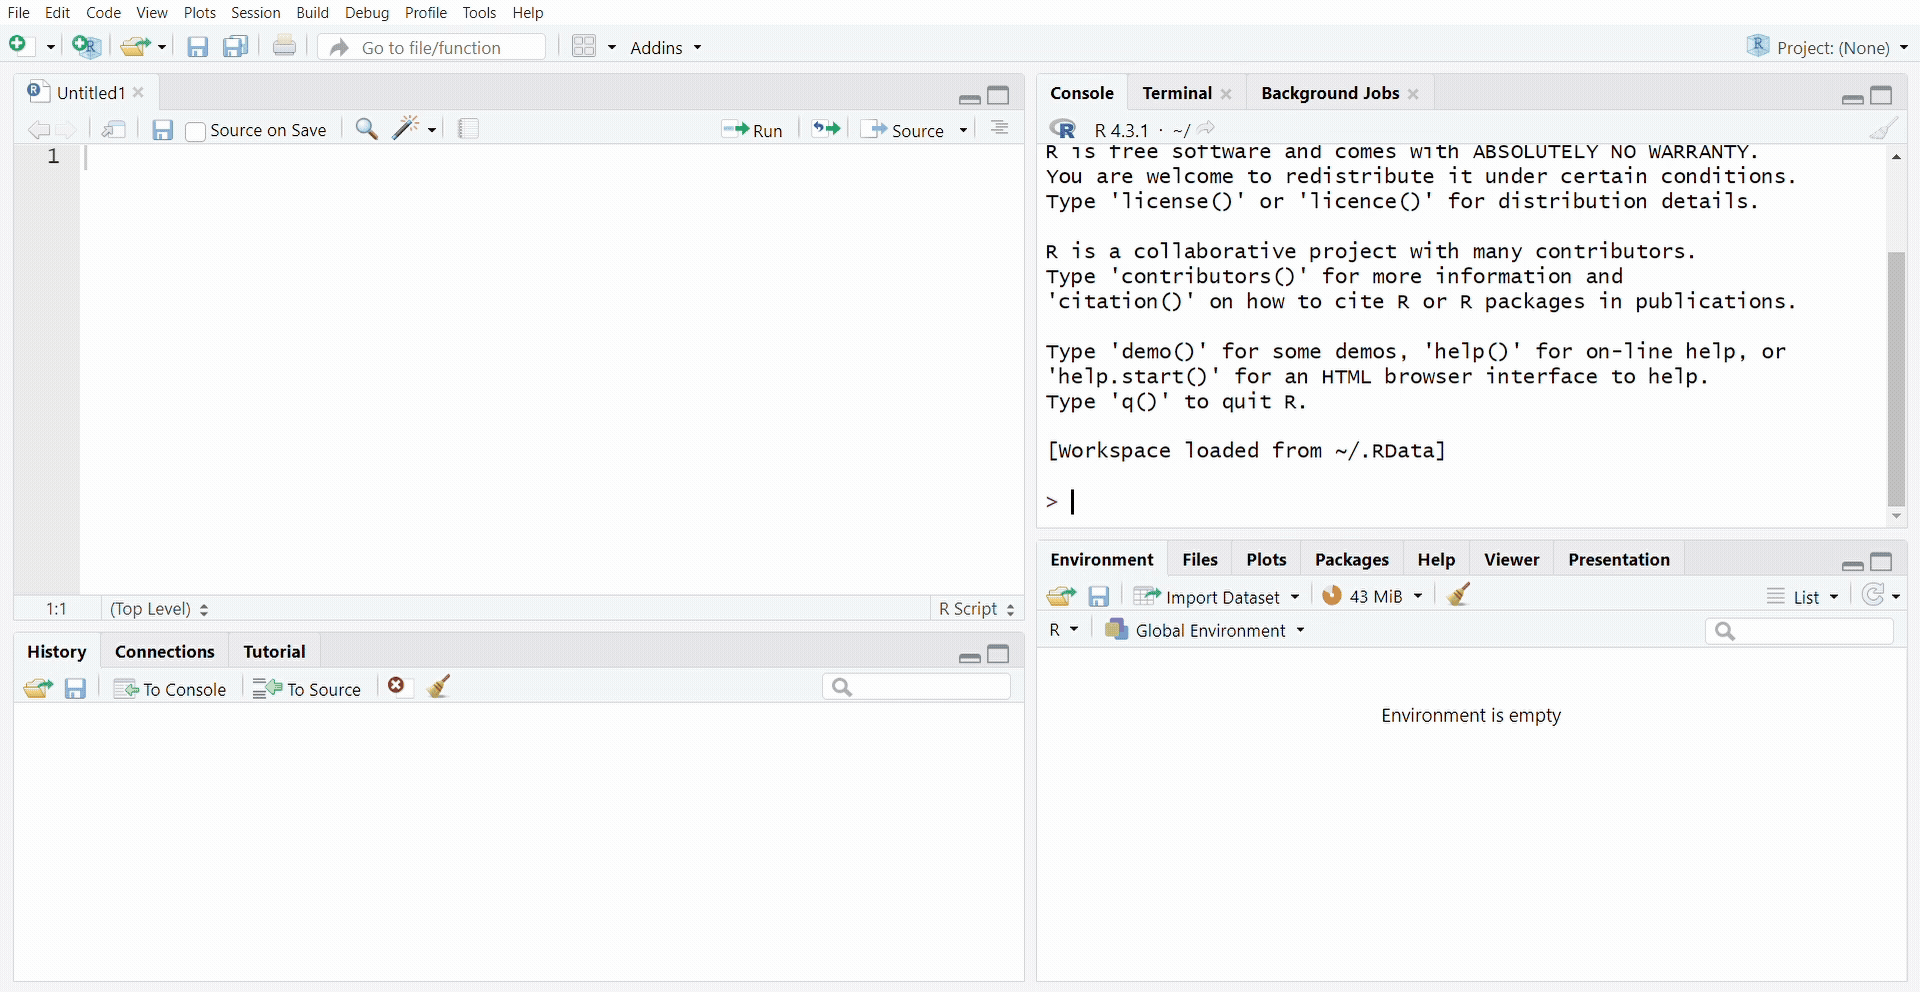 File Edit Code View Plots Session Build Debug Profile Tools Help
Go to file/function Addins Project: (None)
Untitled1
Source on Save Run Source
1
1:1 (Top Level) R Script
History Connections Tutorial
To Console To Source
Console Terminal Background Jobs
R 4.3.1 · ~/
R is free software and comes with ABSOLUTELY NO WARRANTY.
You are welcome to redistribute it under certain conditions.
Type 'license()' or 'licence()' for distribution details.
R is a collaborative project with many contributors.
Type 'contributors()' for more information and
'citation()' on how to cite R or R packages in publications.
Type 'demo()' for some demos, 'help()' for on-line help, or
'help.start()' for an HTML browser interface to help.
Type 'q()' to quit R.
[Workspace loaded from ~/.RData]
>
Environment Files Plots Packages Help Viewer Presentation
Import Dataset 43 MiB List
R Global Environment
Environment is empty